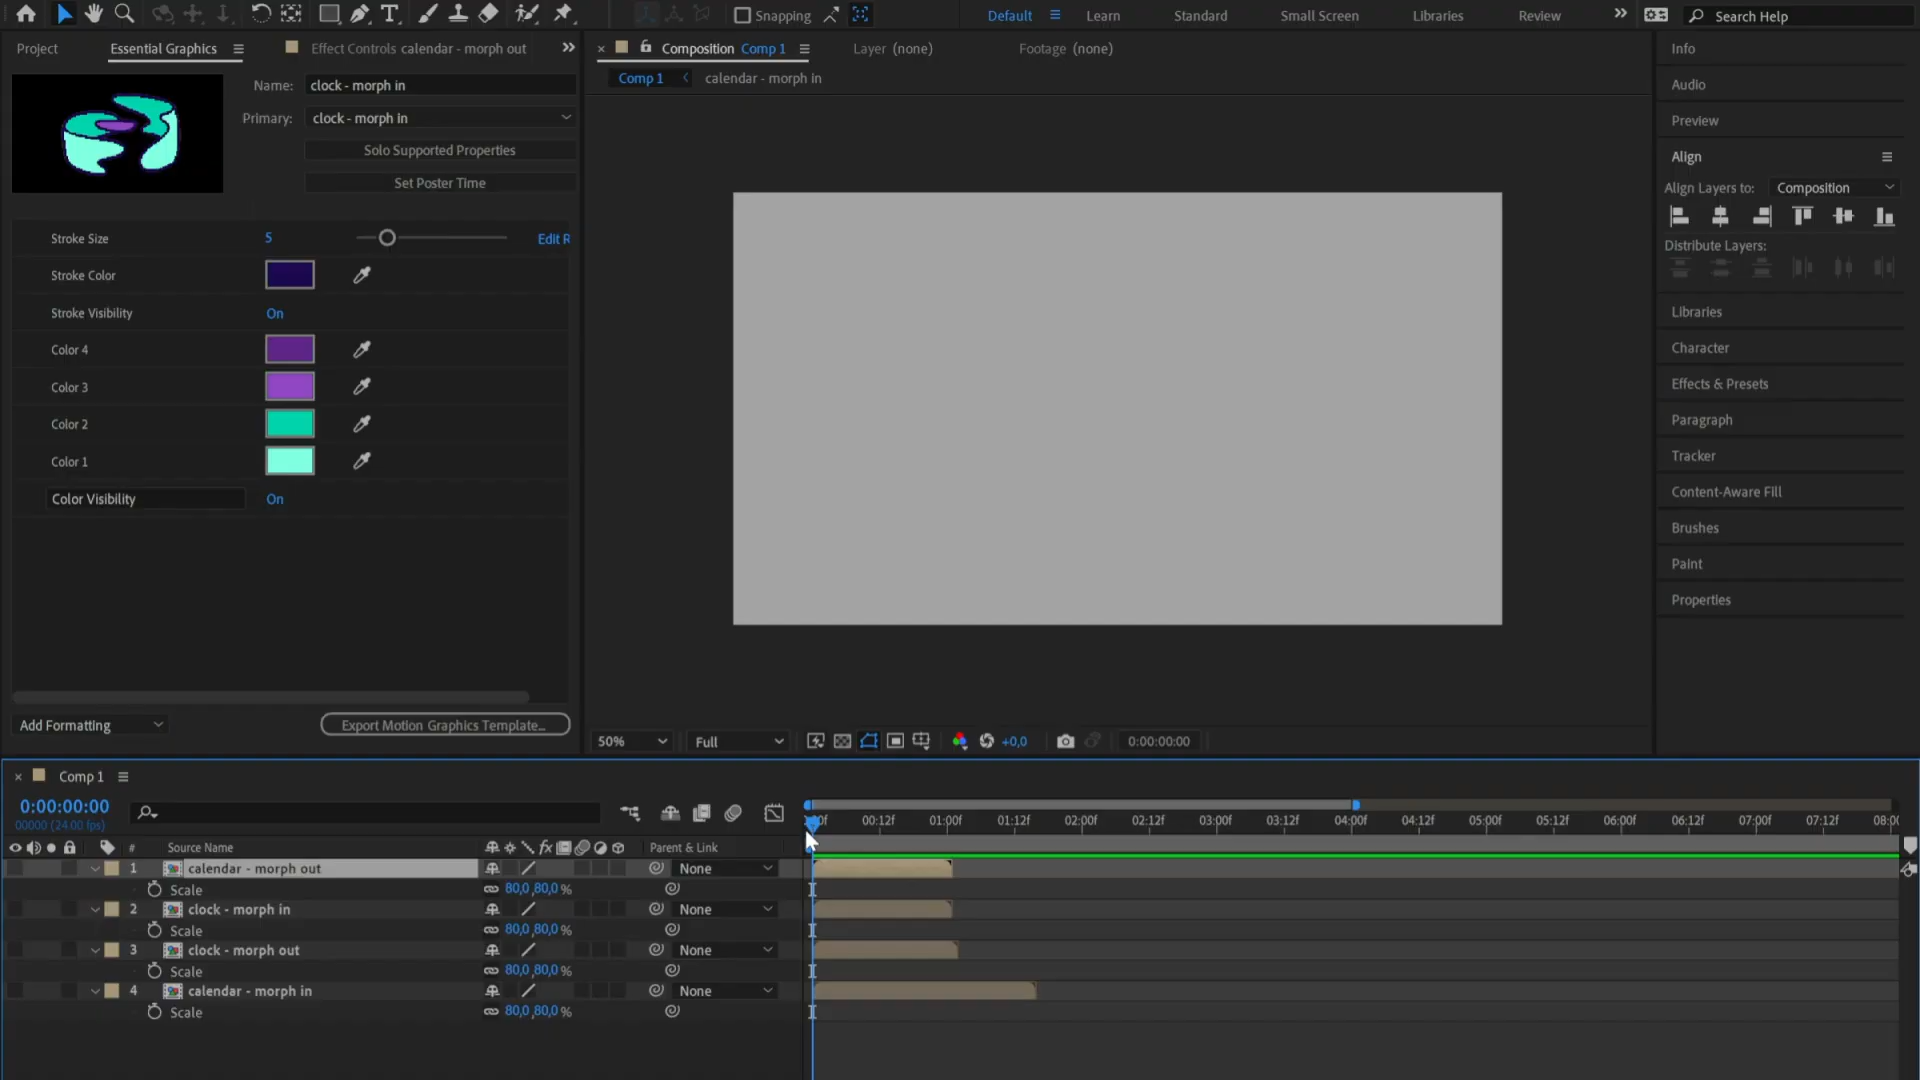 Snapping
Default
Learn
Standard
Small Screen
Libraries
Review
Search Help
Project
Essential Graphics
Effect Controls calendar - morph out
Composition Comp 1
Layer (none)
Footage (none)
Comp 1
calendar - morph in
Name: clock - morph in
Primary: clock - morph in
Solo Supported Properties
Set Poster Time
Stroke Size 5 Edit R
Stroke Color
Stroke Visibility On
Color 4
Color 3
Color 2
Color 1
Color Visibility On
Add Formatting
Export Motion Graphics Template...
50% Full +0,0 0:00:00:00
Info
Audio
Preview
Align
Align Layers to: Composition
Distribute Layers:
Libraries
Character
Effects & Presets
Paragraph
Tracker
Content-Aware Fill
Brushes
Paint
Properties
Comp 1
0:00:00:00
00000 (24.00 fps)
00:12f 01:00f 01:12f 02:00f 02:12f 03:00f 03:12f 04:00f 04:12f 05:00f 05:12f 06:00f 06:12f 07:00f 07:12f 08:0
# Source Name fx Parent & Link
1 calendar - morph out None
Scale 80,0,80,0 %
2 clock - morph in None
Scale 80,0,80,0 %
3 clock - morph out None
Scale 80,0,80,0 %
4 calendar - morph in None
Scale 80,0,80,0 %